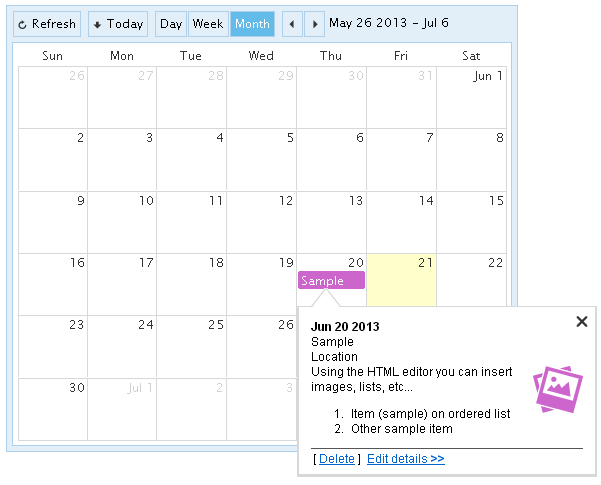 Refresh Today Day Week Month May 26 2013 - Jul 6
Sun Mon Tue Wed Thu Fri Sat
26 27 28 29 30 31 Jun 1
2 3 4 5 6 7 8
9 10 11 12 13 14 15
16 17 18 19 20 21 22
Sample
23 24 25 26
30 Jul 1 2 3
Jun 20 2013
Sample
Location
Using the HTML editor you can insert
images, lists, etc...
1. Item (sample) on ordered list
2. Other sample item
[ Delete ] Edit details >>